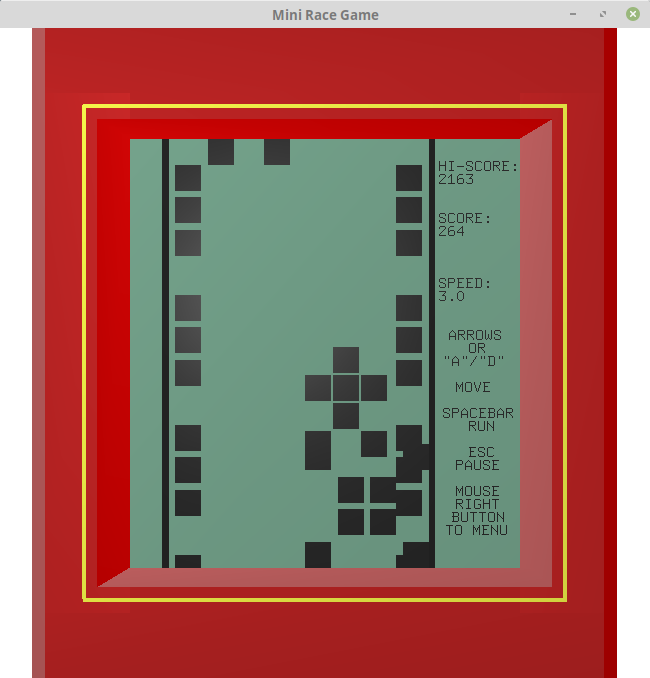 Mini Race Game
HI-SCORE:
2163
SCORE:
264
SPEED:
3.0
ARROWS
OR
"A"/"D"
MOVE
SPACEBAR
RUN
ESC
PAUSE
MOUSE
RIGHT
BUTTON
TO MENU